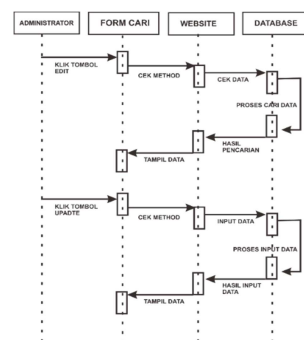 ADMINISTRATOR
FORM CARI
WEBSITE
DATABASE
KLIK TOMBOL
EDIT
CEK METHOD
CEK DATA
PROSES CARI DATA
HASIL
PENCARIAN
TAMPIL DATA
KLIK TOMBOL
UPADTE
CEK METHOD
INPUT DATA
PROSES INPUT DATA
HASIL INPUT
DATA
TAMPIL DATA